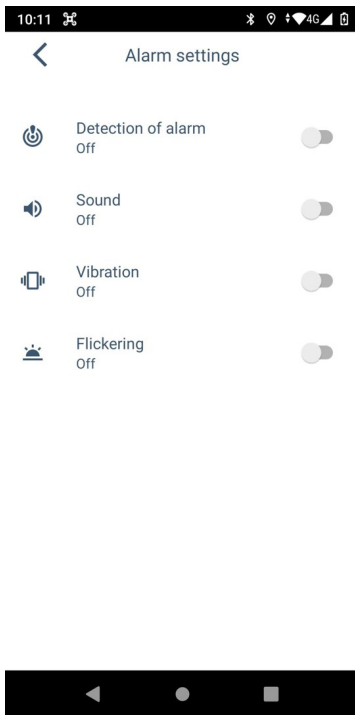 10:11 4G
Alarm settings
Detection of alarm
Off
Sound
Off
Vibration
Off
Flickering
Off